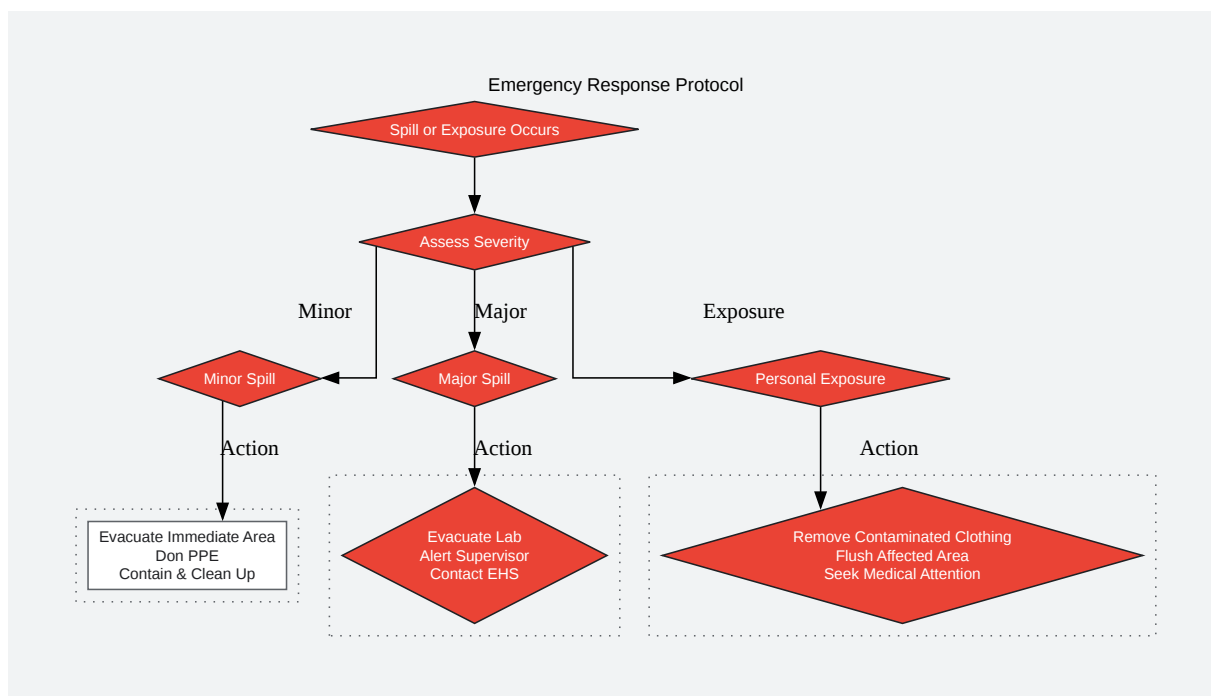 Emergency Response Protocol
Spill or Exposure Occurs
Assess Severity
Minor
Major
Exposure
Minor Spill
Major Spill
Personal Exposure
Action
Action
Action
Evacuate Immediate Area
Don PPE
Contain & Clean Up
Evacuate Lab
Alert Supervisor
Contact EHS
Remove Contaminated Clothing
Flush Affected Area
Seek Medical Attention